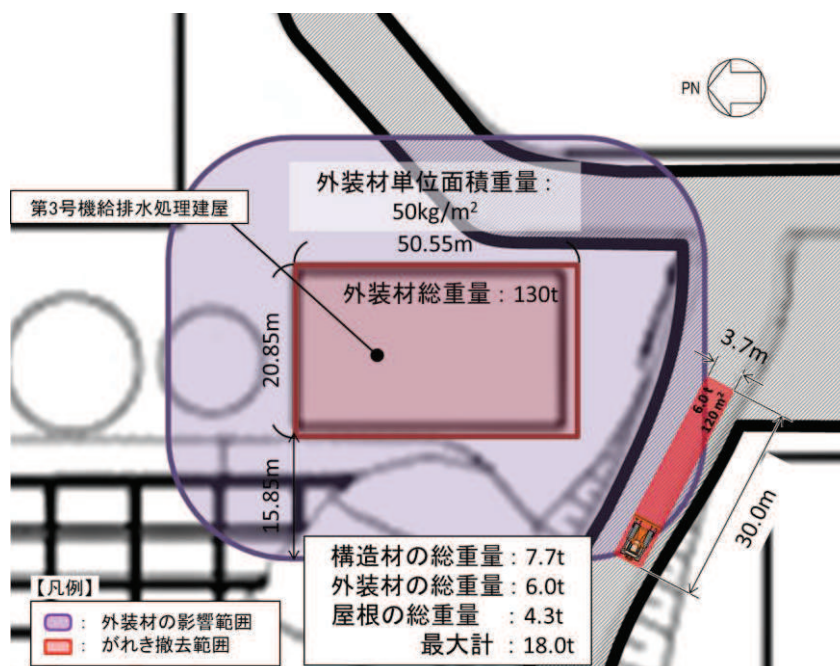 PN
外装材単位面積重量：
50kg/m²
50.55m
第3号機給排水処理建屋
外装材総重量：130t
20.85m
3.7m
6.0 t
120 m²
15.85m
30.0m
構造材の総重量：7.7t
外装材の総重量：6.0t
屋根の総重量　：4.3t
最大計：18.0t
【凡例】
：外装材の影響範囲
：がれき撤去範囲